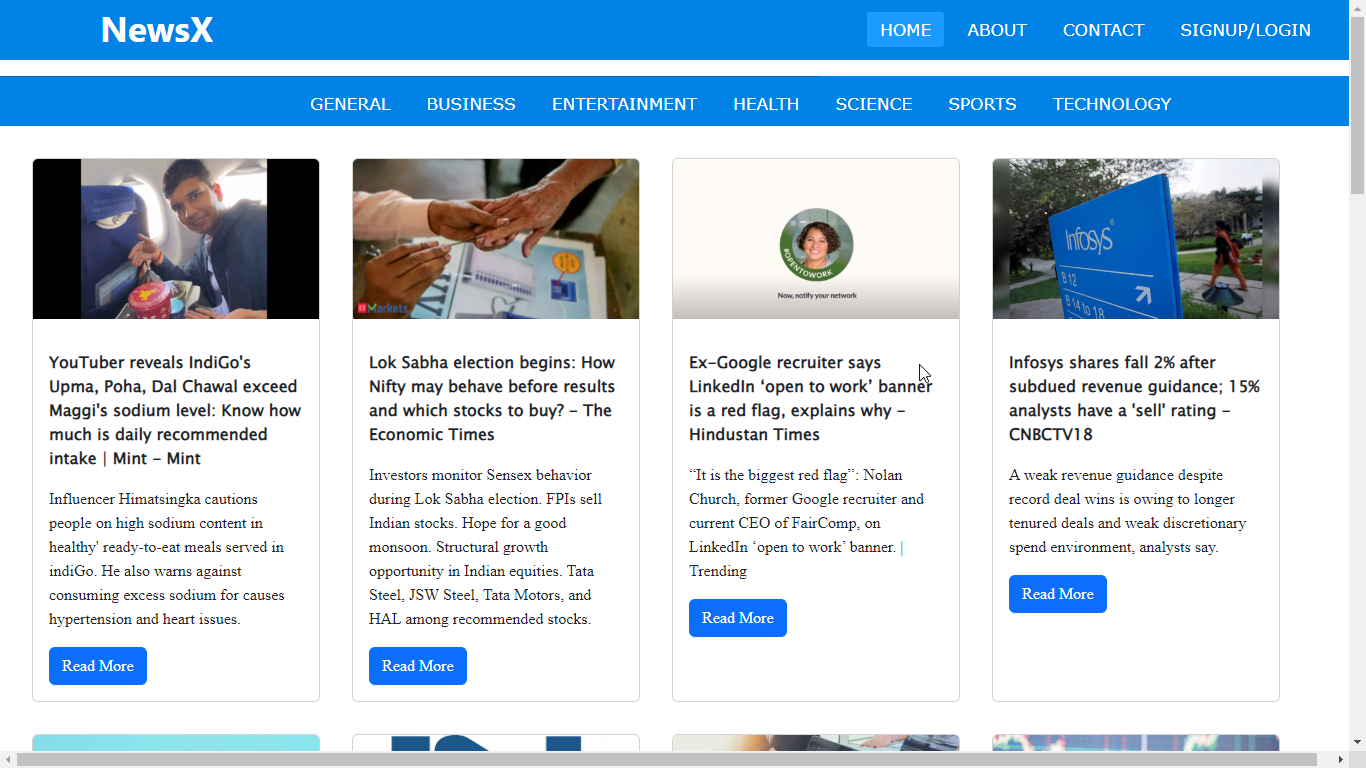 NewsX
HOME ABOUT CONTACT SIGNUP/LOGIN
GENERAL BUSINESS ENTERTAINMENT HEALTH SCIENCE SPORTS TECHNOLOGY
ET Markets
#OPENTOWORK
Now, notify your network
Infosys
B 12
B 14 to 18
YouTuber reveals IndiGo's
Upma, Poha, Dal Chawal exceed
Maggi's sodium level: Know how
much is daily recommended
intake | Mint - Mint
Influencer Himatsingka cautions
people on high sodium content in
healthy' ready-to-eat meals served in
indiGo. He also warns against
consuming excess sodium for causes
hypertension and heart issues.
Read More
Lok Sabha election begins: How
Nifty may behave before results
and which stocks to buy? - The
Economic Times
Investors monitor Sensex behavior
during Lok Sabha election. FPIs sell
Indian stocks. Hope for a good
monsoon. Structural growth
opportunity in Indian equities. Tata
Steel, JSW Steel, Tata Motors, and
HAL among recommended stocks.
Read More
Ex-Google recruiter says
LinkedIn ‘open to work’ banner
is a red flag, explains why -
Hindustan Times
“It is the biggest red flag”: Nolan
Church, former Google recruiter and
current CEO of FairComp, on
LinkedIn ‘open to work’ banner. |
Trending
Read More
Infosys shares fall 2% after
subdued revenue guidance; 15%
analysts have a 'sell' rating -
CNBCTV18
A weak revenue guidance despite
record deal wins is owing to longer
tenured deals and weak discretionary
spend environment, analysts say.
Read More